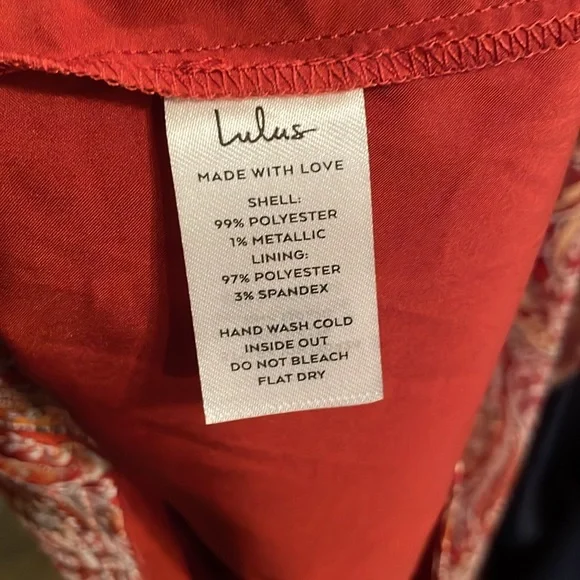 Lulus
MADE WITH LOVE
SHELL:
99% POLYESTER
1% METALLIC
LINING:
97% POLYESTER
3% SPANDEX
HAND WASH COLD
INSIDE OUT
DO NOT BLEACH
FLAT DRY